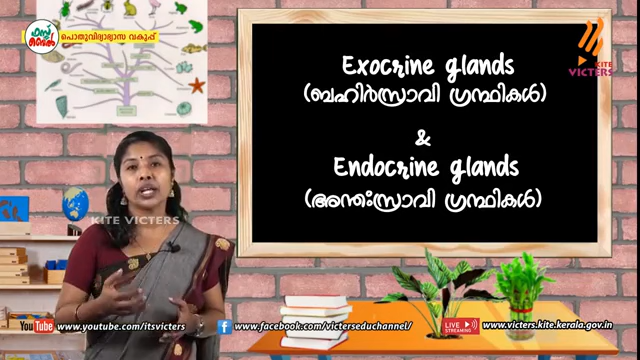 പൊതുവിദ്യാഭ്യാസ വകുപ്പ്
KITE
VICTERS
Exocrine glands
(ബഹിർസ്രാവി ഗ്രന്ഥികൾ)
&
Endocrine glands
(അന്തഃസ്രാവി ഗ്രന്ഥികൾ)
KITE VICTERS
YouTube www.youtube.com/itsvicters
f www.facebook.com/victerseduchannel/
LIVE STREAMING www.victers.kite.kerala.gov.in